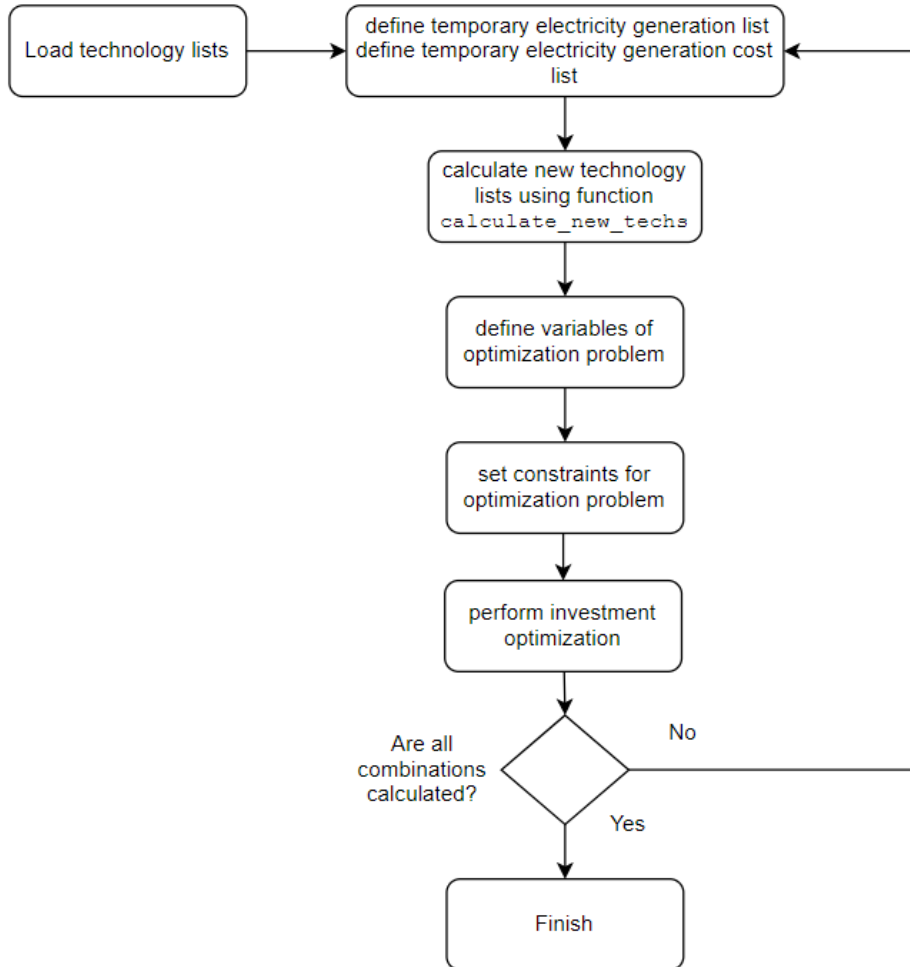 Load technology lists
define temporary electricity generation list
define temporary electricity generation cost
list
calculate new technology
lists using function
calculate_new_techs
define variables of
optimization problem
set constraints for
optimization problem
perform investment
optimization
Are all
combinations
calculated?
No
Yes
Finish